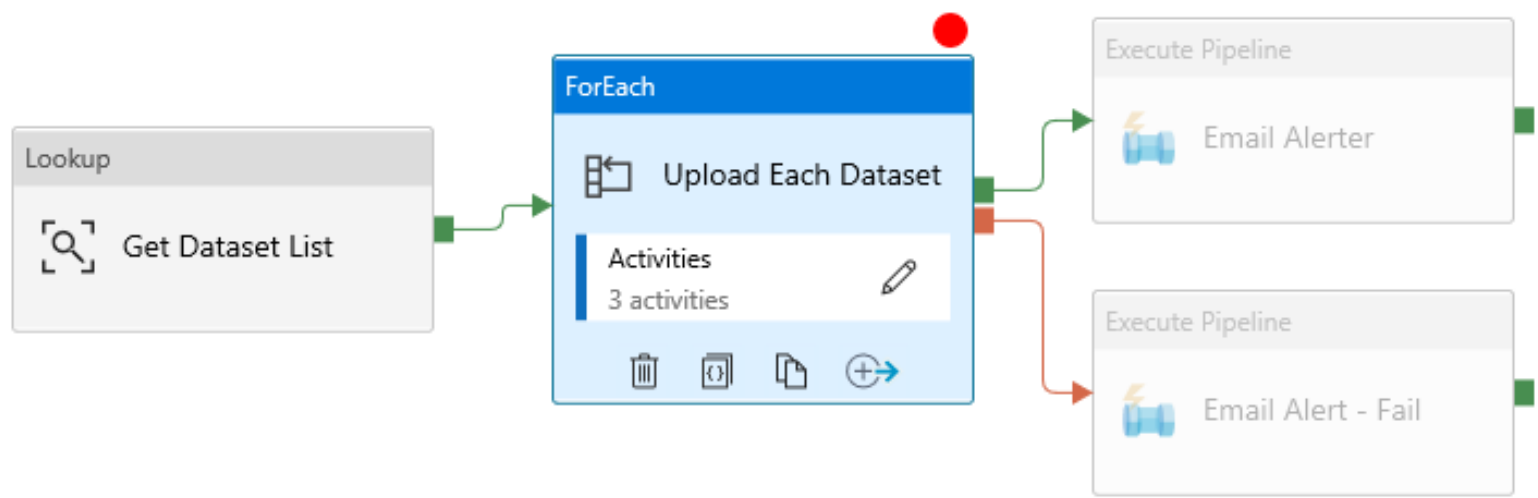 Lookup
Get Dataset List
ForEach
Upload Each Dataset
Activities
3 activities
Execute Pipeline
Email Alerter
Execute Pipeline
Email Alert - Fail